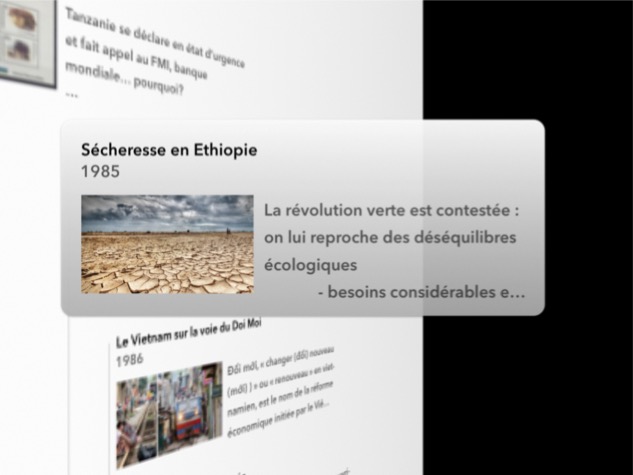 Tanzanie se déclare en état d'urgence
et fait appel au FMI, banque
mondiale... pourquoi?
...
Sécheresse en Ethiopie
1985
La révolution verte est contestée :
on lui reproche des déséquilibres
écologiques
- besoins considérables e...
Le Vietnam sur la voie du Doi Moi
1986
Đổi mới, « changer (đổi) nouveau
(mới) » ou « renouveau » en viet-
namien, est le nom de la réforme
économique initiée par le Vié...